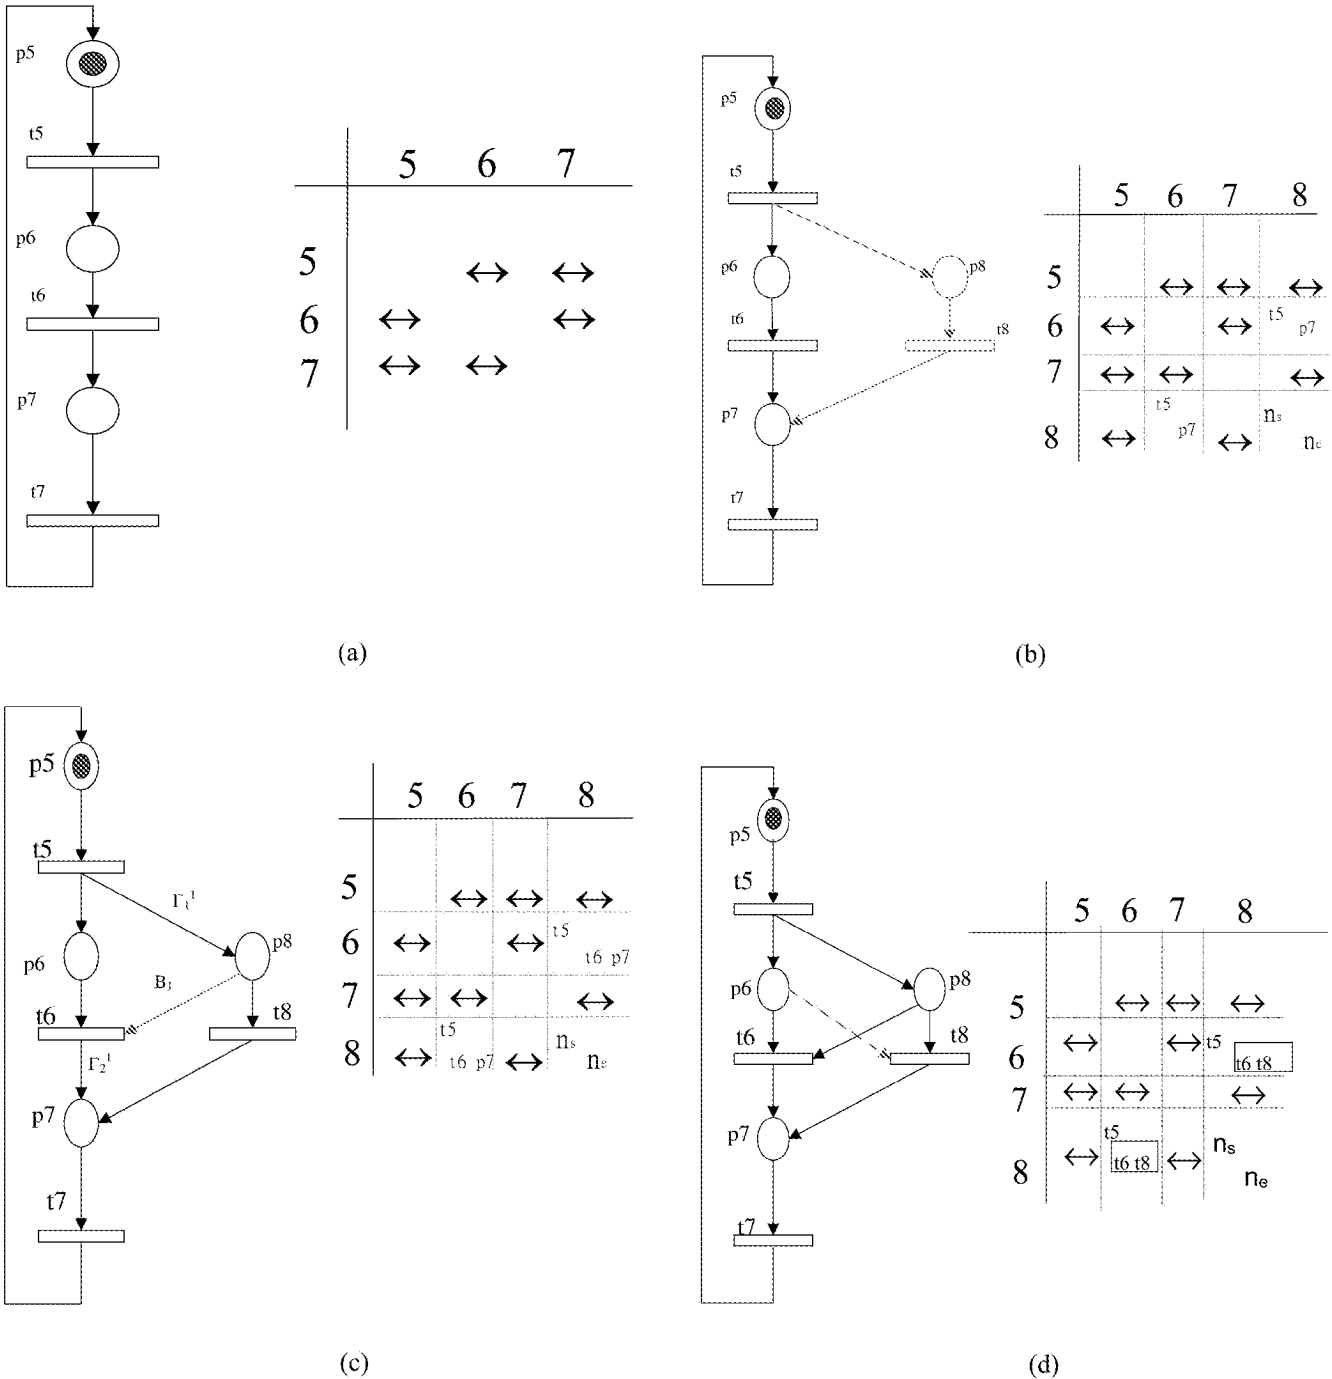 p5
t5
p6
t6
p7
t7
5 6 7
5 ↔ ↔
6 ↔ ↔
7 ↔ ↔
(a)
p5
t5
p6
p8
t6
t8
p7
t7
5 6 7 8
5 ↔ ↔ ↔
6 ↔ ↔ t5 p7
7 ↔ ↔ ↔
8 ↔ t5 p7 ↔ ns ne
(b)
p5
t5
Γ1¹
p6
p8
B1
t6
t8
Γ2¹
p7
t7
5 6 7 8
5 ↔ ↔ ↔
6 ↔ ↔ t5 t6 p7
7 ↔ ↔ ↔
8 ↔ t5 t6 p7 ↔ ns ne
(c)
p5
t5
p6
p8
t6
t8
p7
t7
5 6 7 8
5 ↔ ↔ ↔
6 ↔ ↔ t5 t6 t8
7 ↔ ↔ ↔
8 ↔ t5 t6 t8 ↔ ns ne
(d)